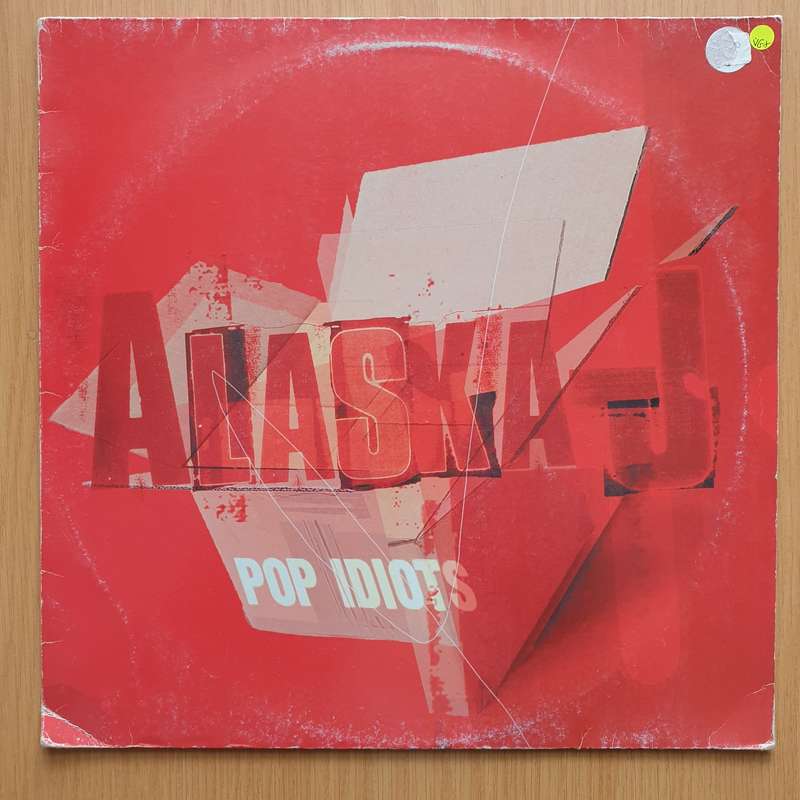 ALASKA J
POP IDIOTS
VG+